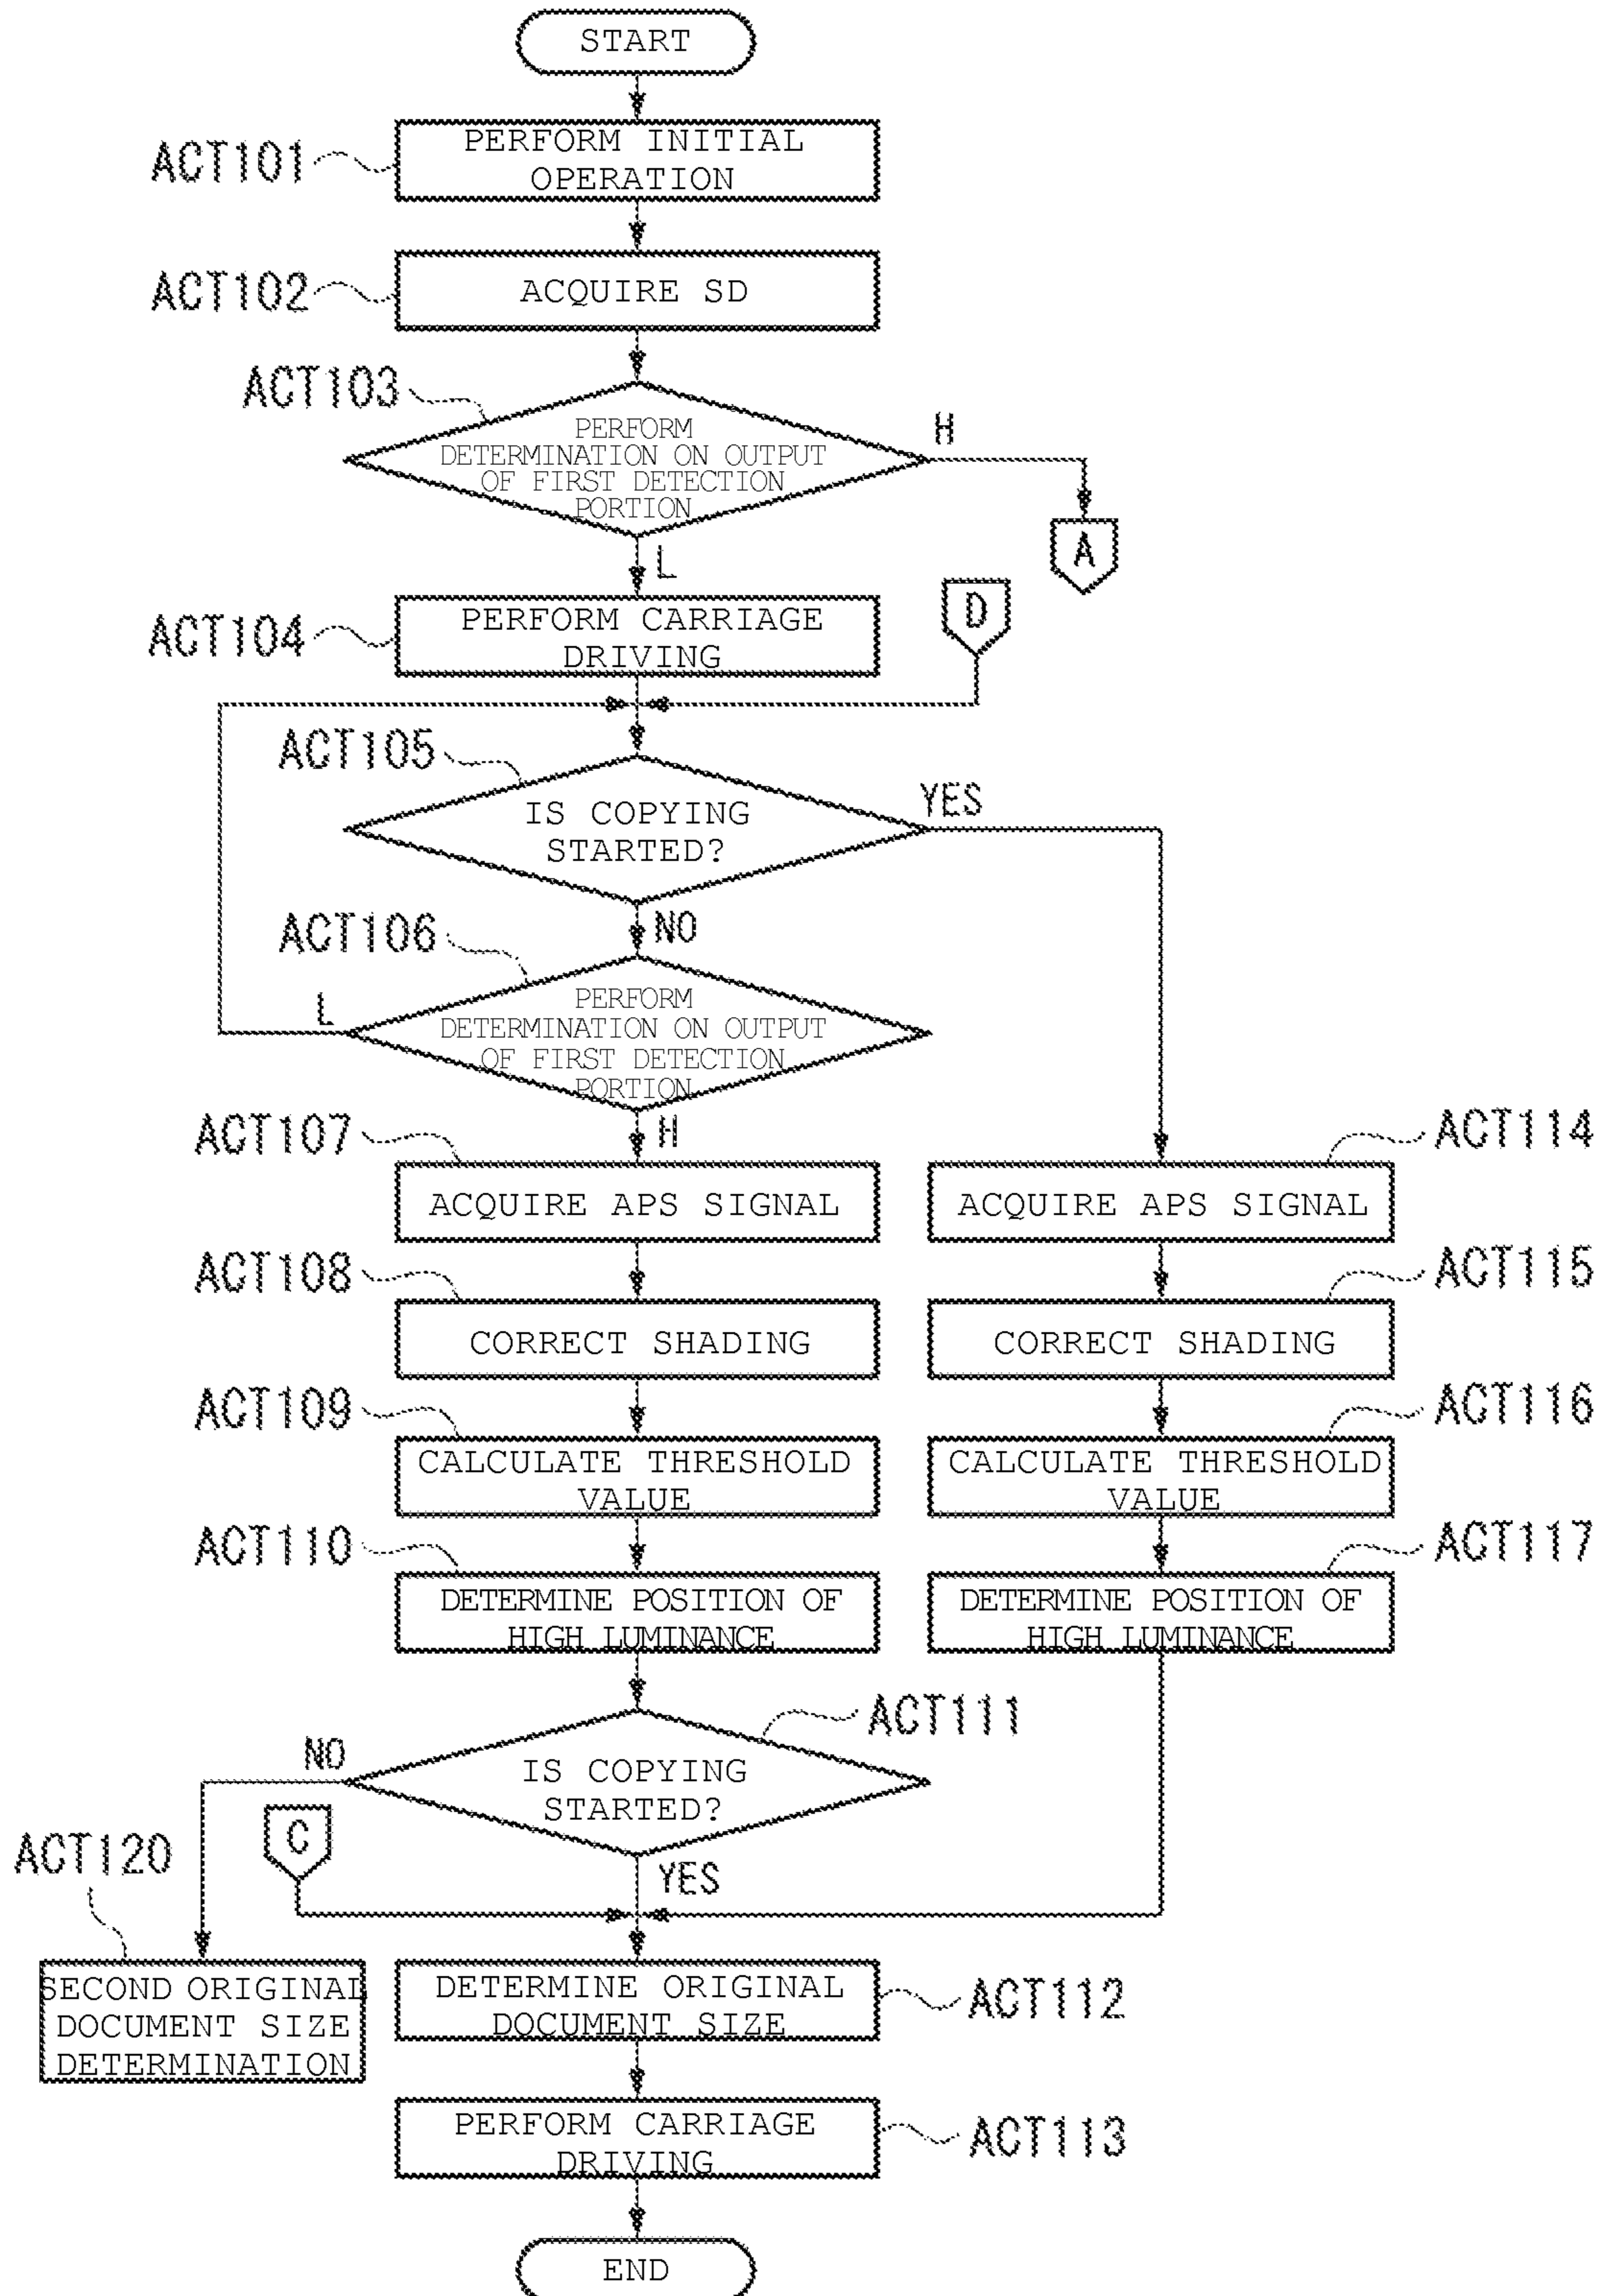 START
ACT101
PERFORM INITIAL
OPERATION
ACT102
ACQUIRE SD
ACT103
PERFORM
DETERMINATION ON OUTPUT
OF FIRST DETECTION
PORTION
H
A
L
ACT104
PERFORM CARRIAGE
DRIVING
D
ACT105
IS COPYING
STARTED?
YES
NO
ACT106
PERFORM
DETERMINATION ON OUTPUT
OF FIRST DETECTION
PORTION
L
H
ACT107
ACQUIRE APS SIGNAL
ACQUIRE APS SIGNAL
ACT114
ACT108
CORRECT SHADING
CORRECT SHADING
ACT115
ACT109
CALCULATE THRESHOLD
VALUE
CALCULATE THRESHOLD
VALUE
ACT116
ACT110
DETERMINE POSITION OF
HIGH LUMINANCE
DETERMINE POSITION OF
HIGH LUMINANCE
ACT117
ACT111
IS COPYING
STARTED?
NO
YES
C
ACT120
SECOND ORIGINAL
DOCUMENT SIZE
DETERMINATION
DETERMINE ORIGINAL
DOCUMENT SIZE
ACT112
PERFORM CARRIAGE
DRIVING
ACT113
END